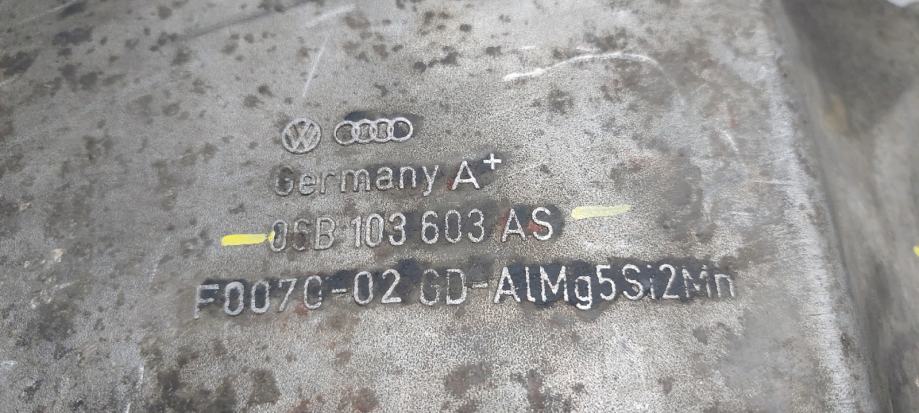 Germany A+
06B 103 603 AS
F0070-02 GD-AlMg5Si2Mn